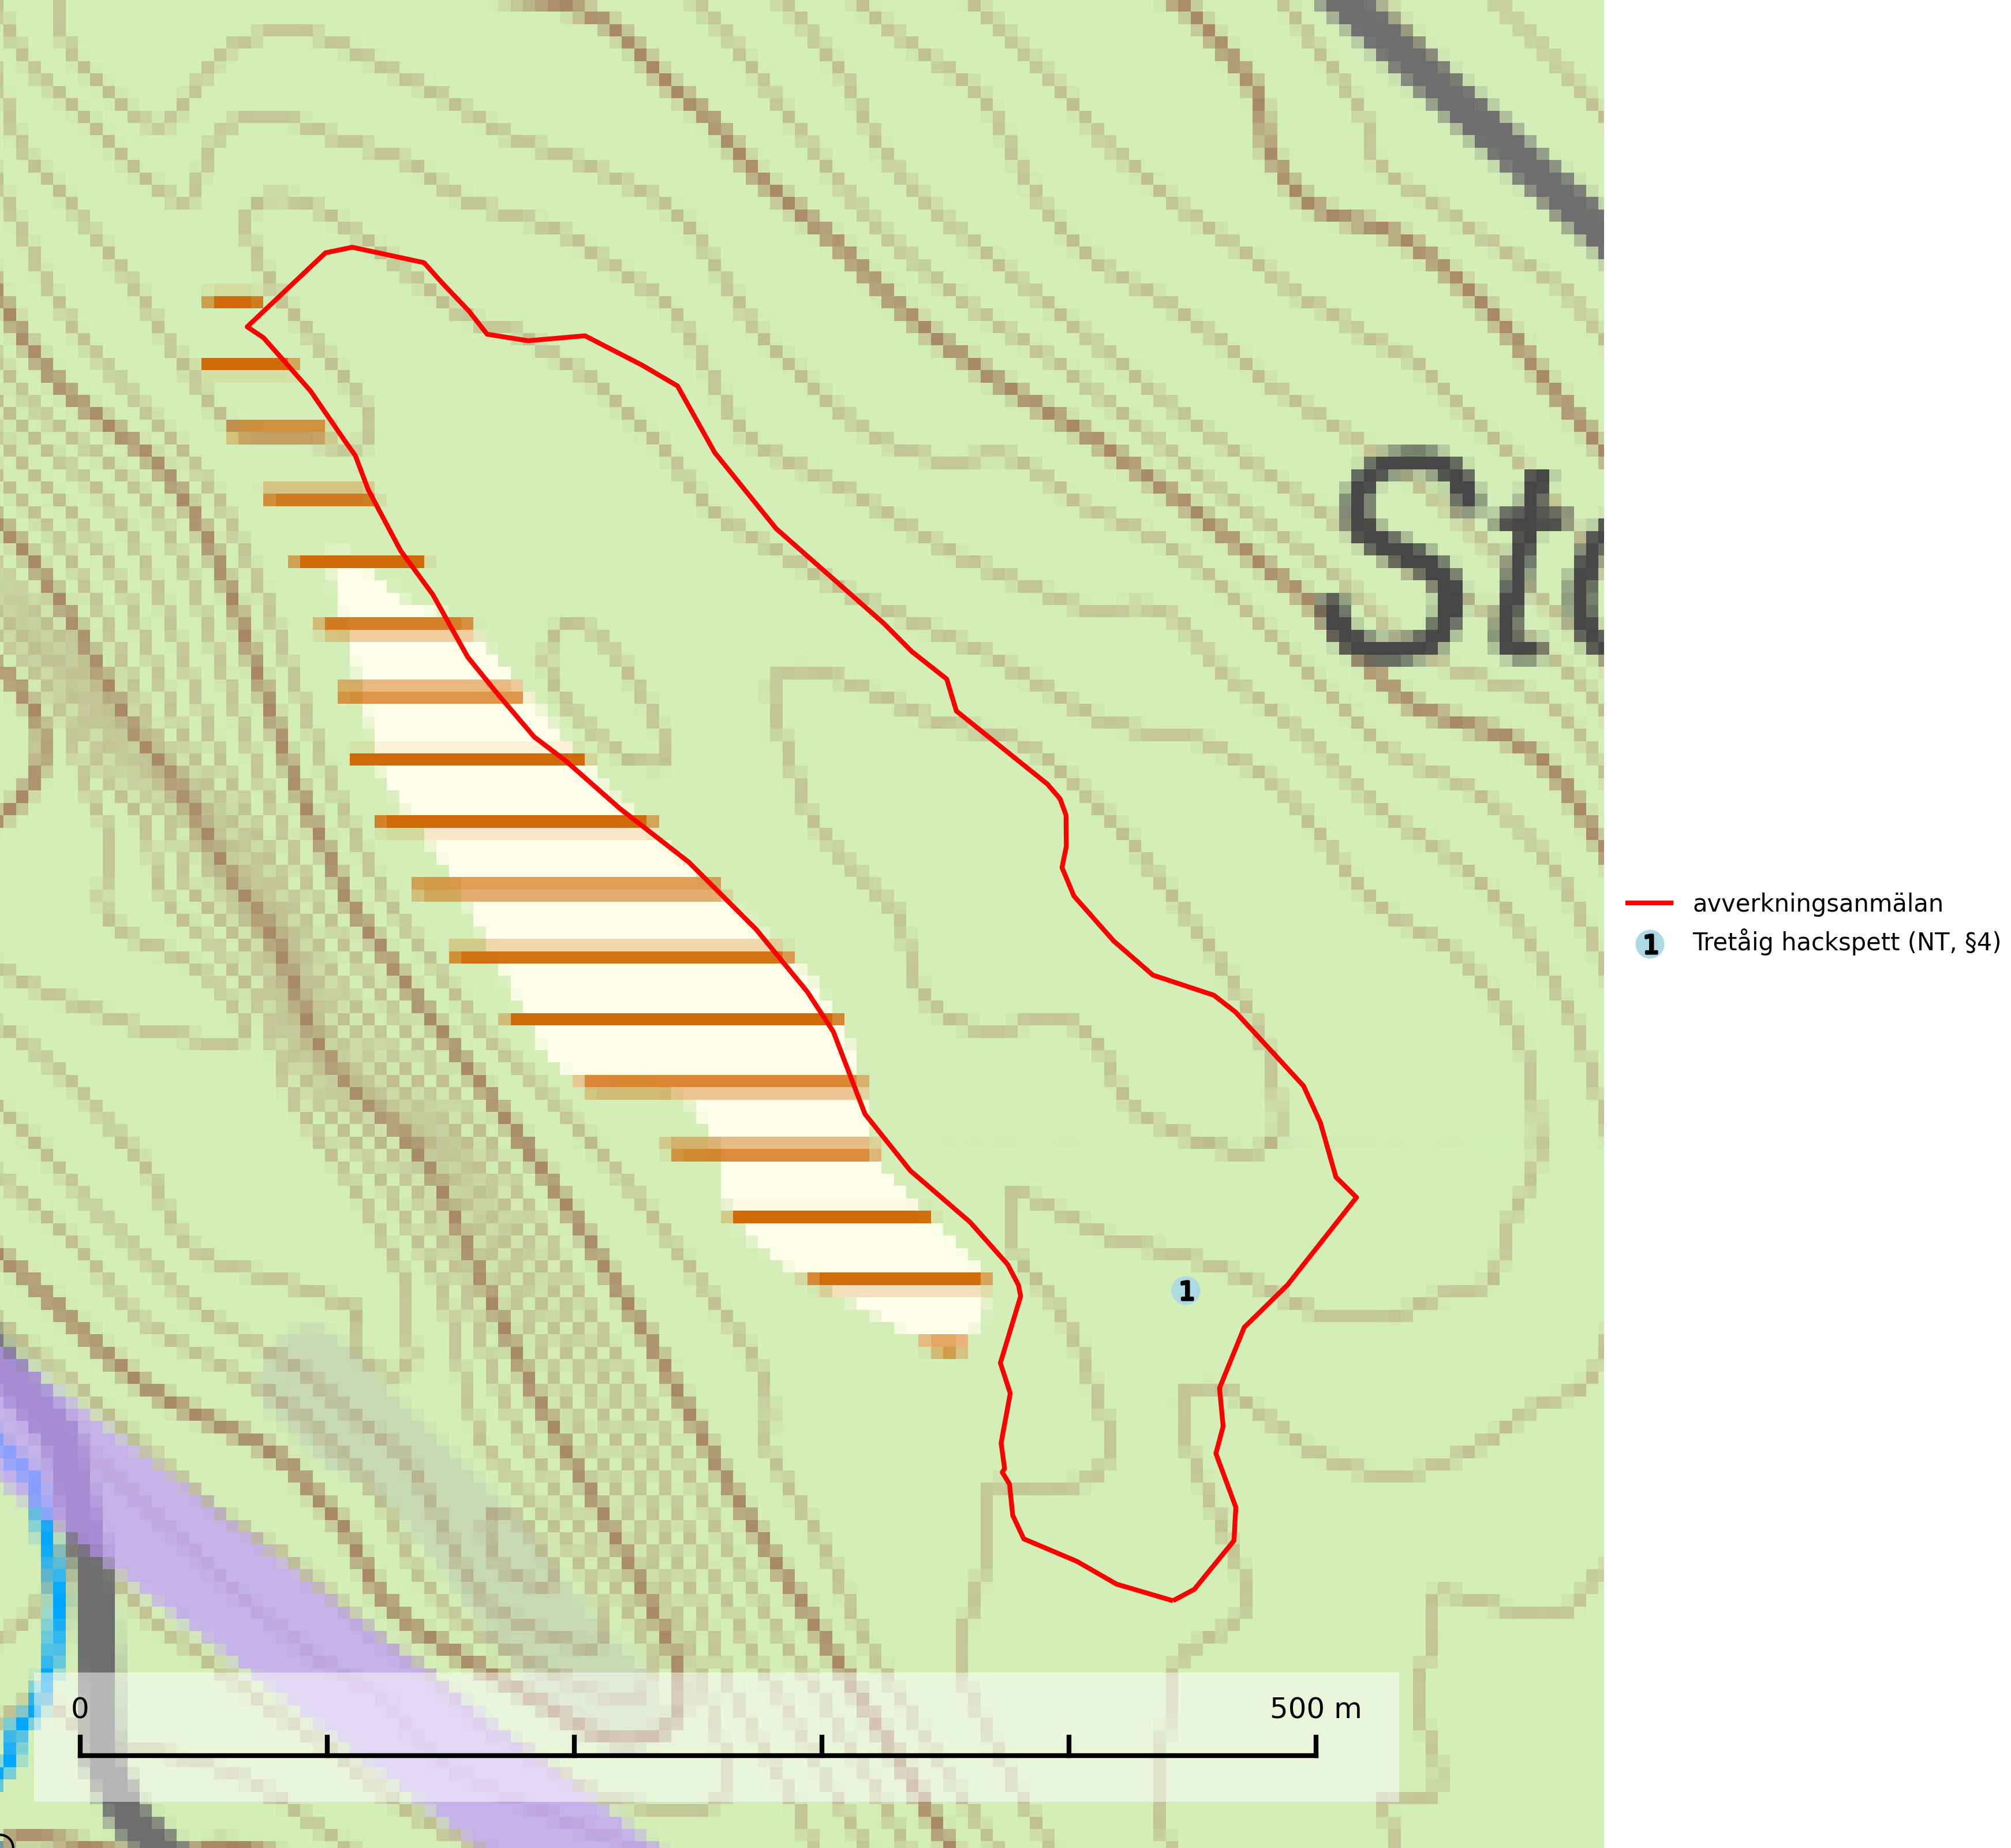 St
avverkningsanmälan
1 Tretåig hackspett (NT, §4)
1
0 500 m